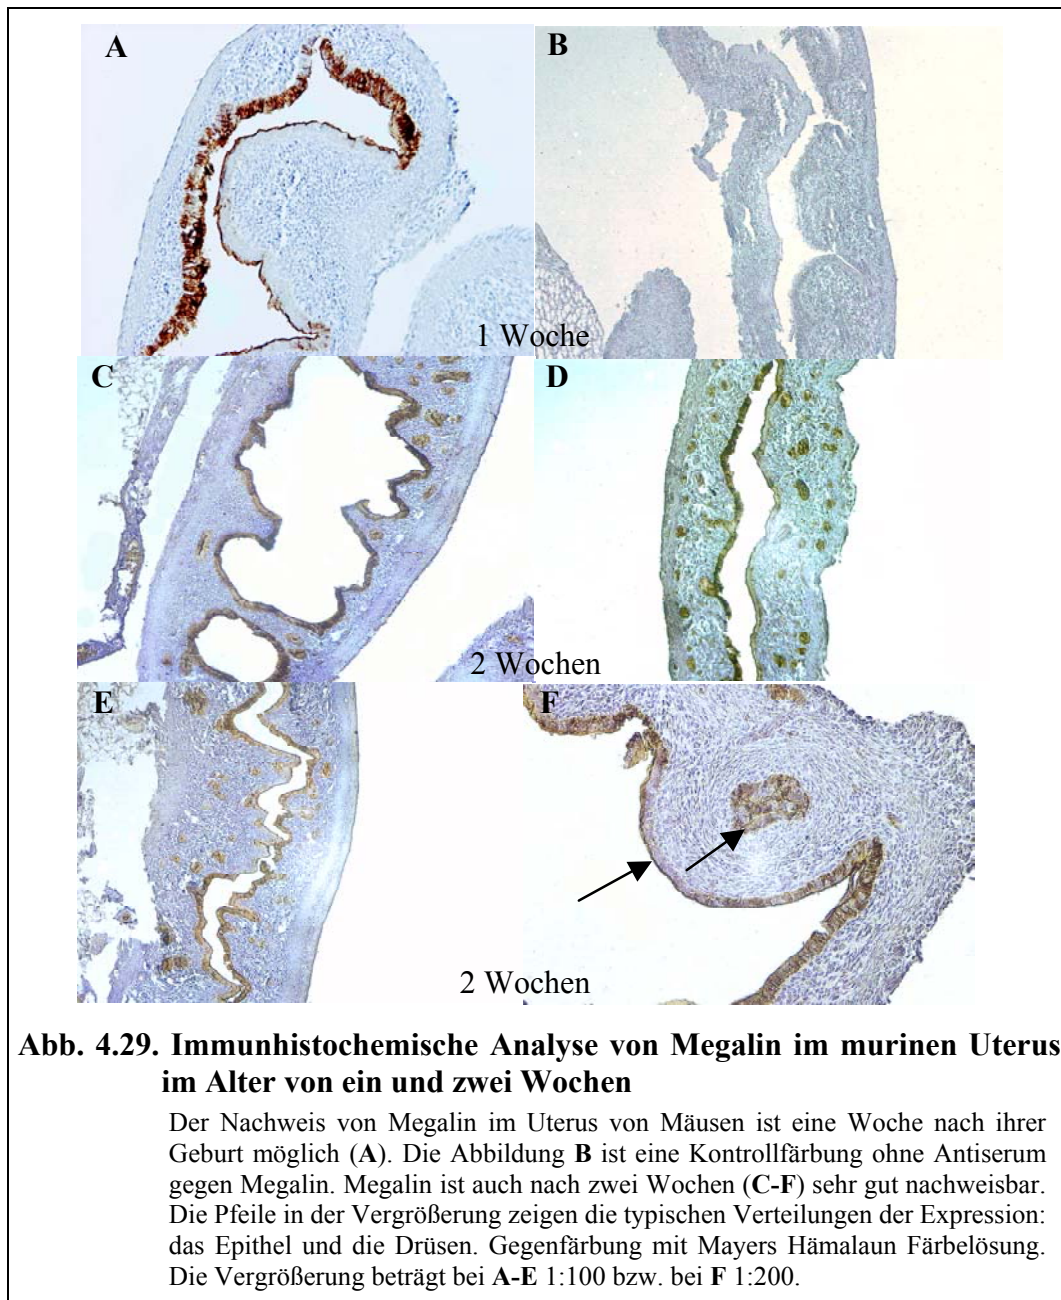 A
B
1 Woche
C
D
2 Wochen
E
F
2 Wochen
Abb. 4.29. Immunhistochemische Analyse von Megalin im murinen Uterus
im Alter von ein und zwei Wochen
Der Nachweis von Megalin im Uterus von Mäusen ist eine Woche nach ihrer
Geburt möglich (A). Die Abbildung B ist eine Kontrollfärbung ohne Antiserum
gegen Megalin. Megalin ist auch nach zwei Wochen (C-F) sehr gut nachweisbar.
Die Pfeile in der Vergrößerung zeigen die typischen Verteilungen der Expression:
das Epithel und die Drüsen. Gegenfärbung mit Mayers Hämalaun Färbelösung.
Die Vergrößerung beträgt bei A-E 1:100 bzw. bei F 1:200.